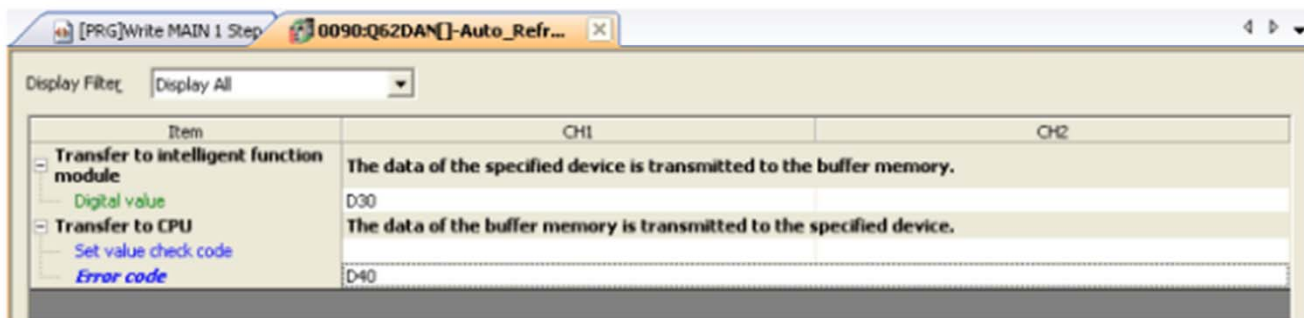 [PRG]Write MAIN 1 Step 0090:Q62DAN[]-Auto_Refr...
Display Filter Display All
Item CH1 CH2
Transfer to intelligent function module The data of the specified device is transmitted to the buffer memory.
Digital value D30
Transfer to CPU The data of the buffer memory is transmitted to the specified device.
Set value check code
Error code D40